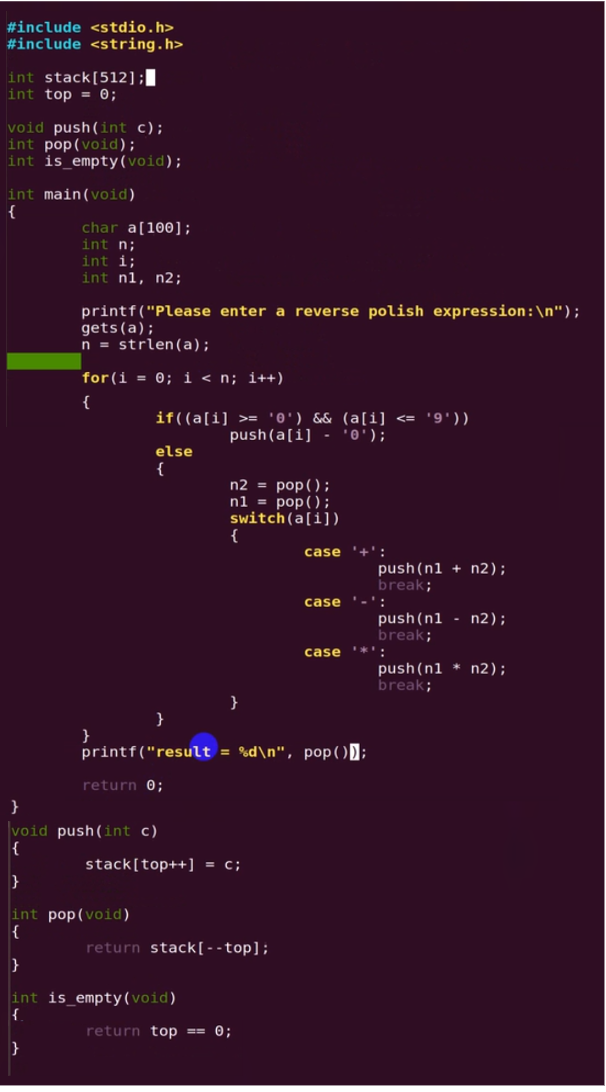 #include <stdio.h>
#include <string.h>
int stack[512];
int top = 0;
void push(int c);
int pop(void);
int is_empty(void);
int main(void)
{
char a[100];
int n;
int i;
int n1, n2;
printf("Please enter a reverse polish expression:\n");
gets(a);
n = strlen(a);
for(i = 0; i < n; i++)
{
if((a[i] >= '0') && (a[i] <= '9'))
push(a[i] - '0');
else
{
n2 = pop();
n1 = pop();
switch(a[i])
{
case '+':
push(n1 + n2);
break;
case '-':
push(n1 - n2);
break;
case '*':
push(n1 * n2);
break;
}
}
}
printf("result = %d\n", pop());
return 0;
}
void push(int c)
{
stack[top++] = c;
}
int pop(void)
{
return stack[--top];
}
int is_empty(void)
{
return top == 0;
}